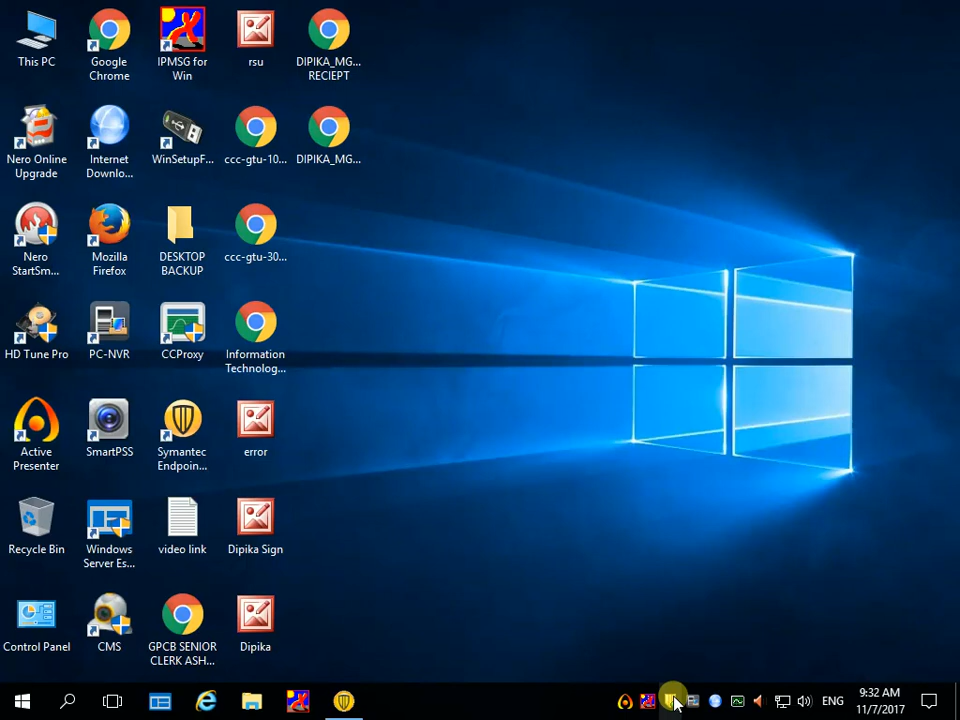 This PC
Google
Chrome
IPMSG for
Win
rsu
DIPIKA_MG...
RECIEPT
Nero Online
Upgrade
Internet
Downlo...
WinSetupF...
ccc-gtu-10...
DIPIKA_MG...
Nero
StartSm...
Mozilla
Firefox
DESKTOP
BACKUP
ccc-gtu-30...
HD Tune Pro
PC-NVR
CCProxy
Information
Technolog...
Active
Presenter
SmartPSS
Symantec
Endpoin...
error
Recycle Bin
Windows
Server Es...
video link
Dipika Sign
Control Panel
CMS
GPCB SENIOR
CLERK ASH...
Dipika
ENG
9:32 AM
11/7/2017